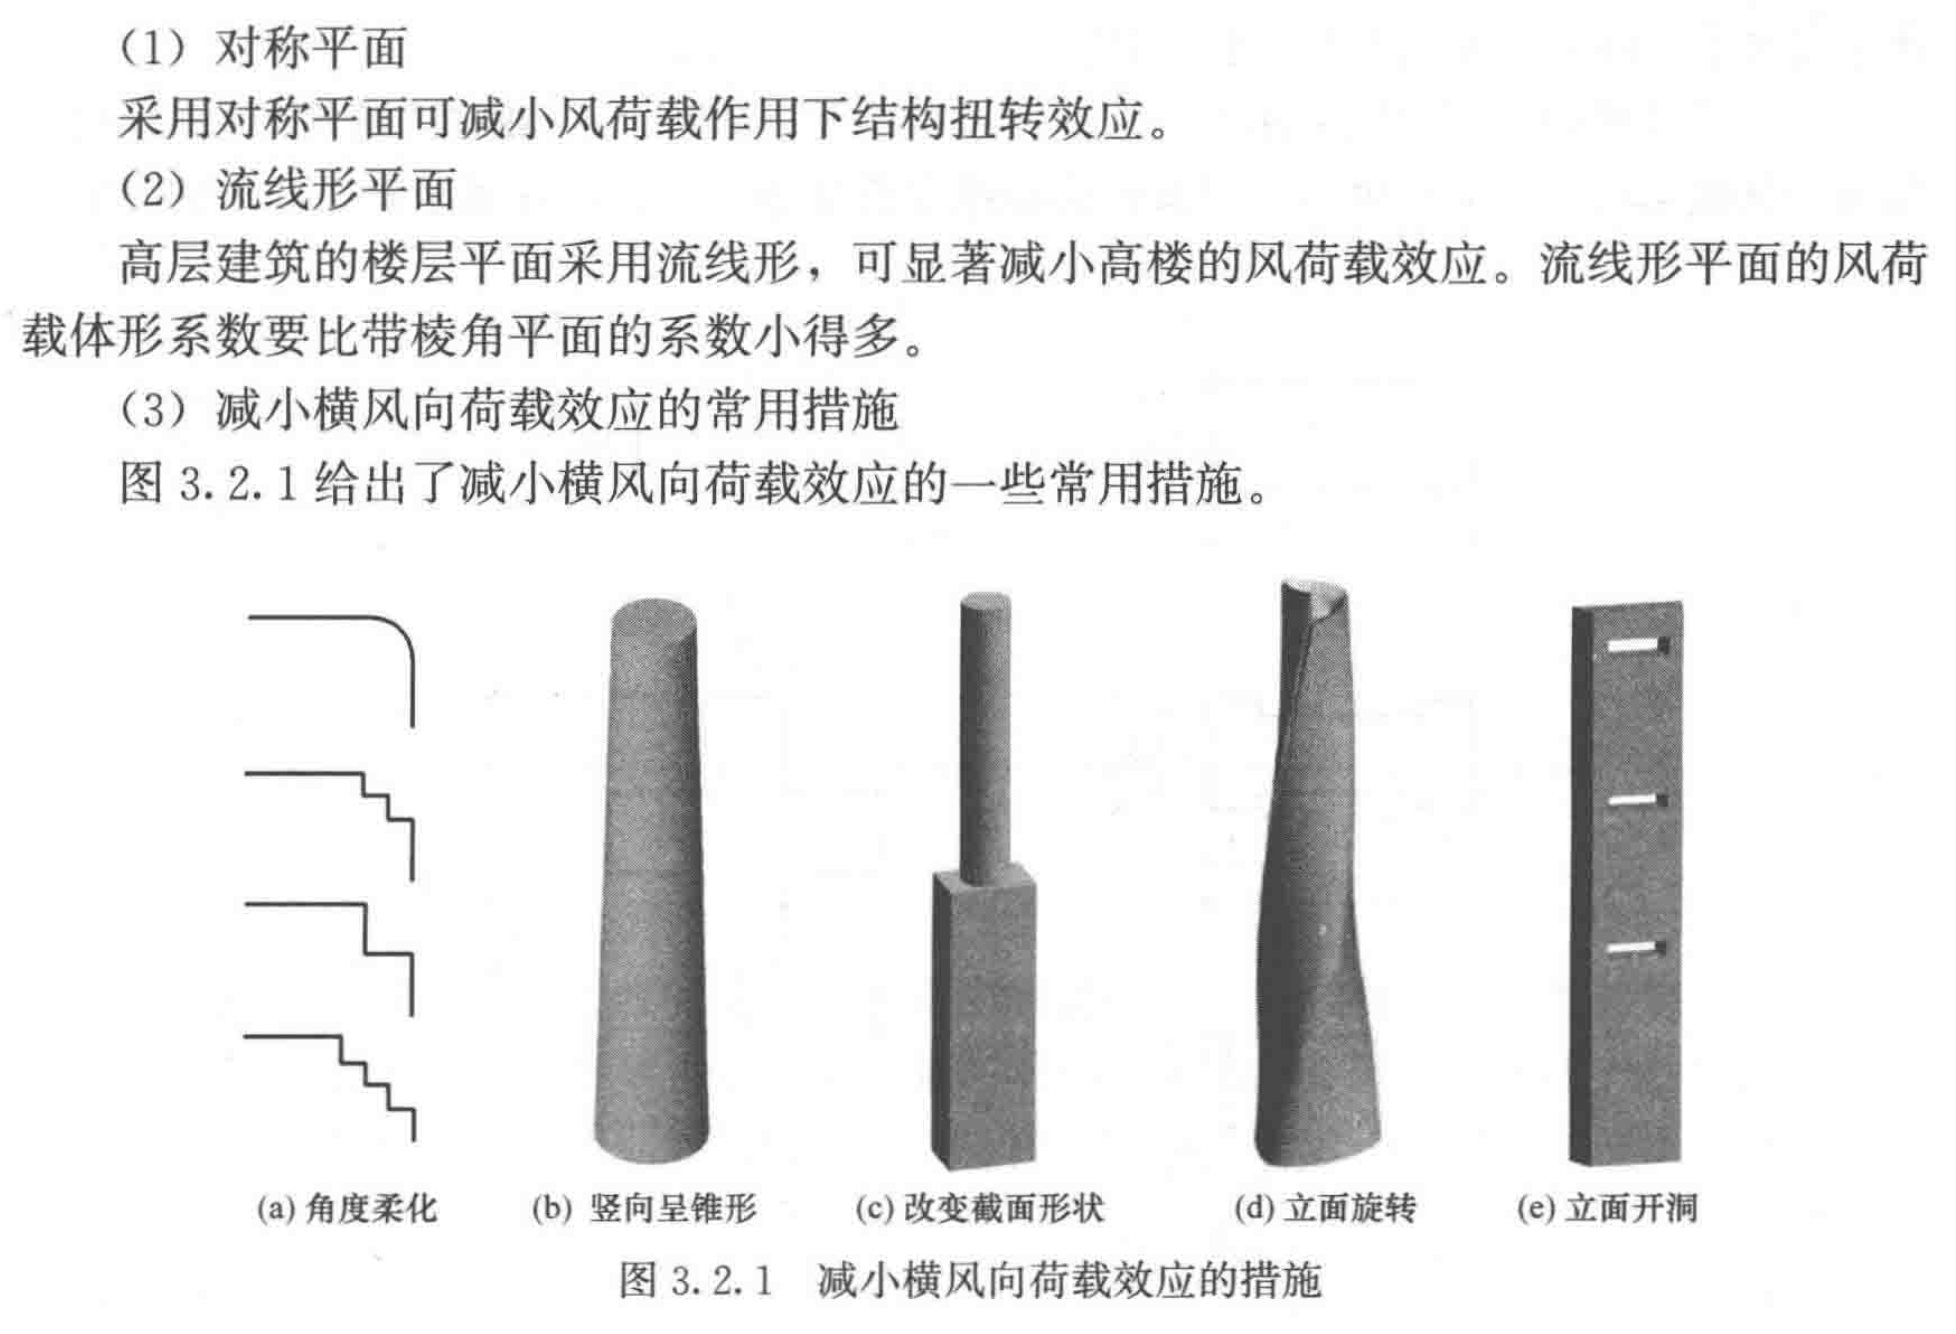 （1）对称平面
采用对称平面可减小风荷载作用下结构扭转效应。
（2）流线形平面
高层建筑的楼层平面采用流线形，可显著减小高楼的风荷载效应。流线形平面的风荷
载体形系数要比带棱角平面的系数小得多。
（3）减小横风向荷载效应的常用措施
图 3.2.1 给出了减小横风向荷载效应的一些常用措施。
(a) 角度柔化 (b) 竖向呈锥形 (c) 改变截面形状 (d) 立面旋转 (e) 立面开洞
图 3.2.1 减小横风向荷载效应的措施